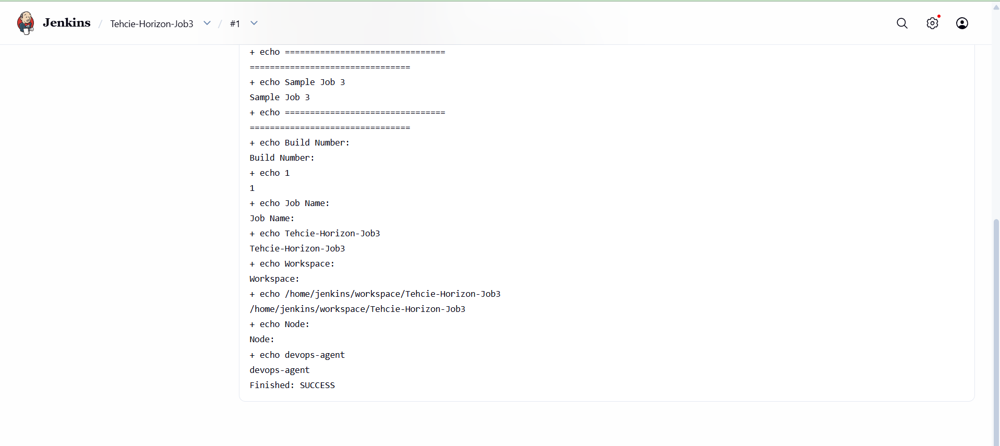 Jenkins / Tehcie-Horizon-Job3 / #1
+ echo ================================
================================
+ echo Sample Job 3
Sample Job 3
+ echo ================================
================================
+ echo Build Number:
Build Number:
+ echo 1
1
+ echo Job Name:
Job Name:
+ echo Tehcie-Horizon-Job3
Tehcie-Horizon-Job3
+ echo Workspace:
Workspace:
+ echo /home/jenkins/workspace/Tehcie-Horizon-Job3
/home/jenkins/workspace/Tehcie-Horizon-Job3
+ echo Node:
Node:
+ echo devops-agent
devops-agent
Finished: SUCCESS